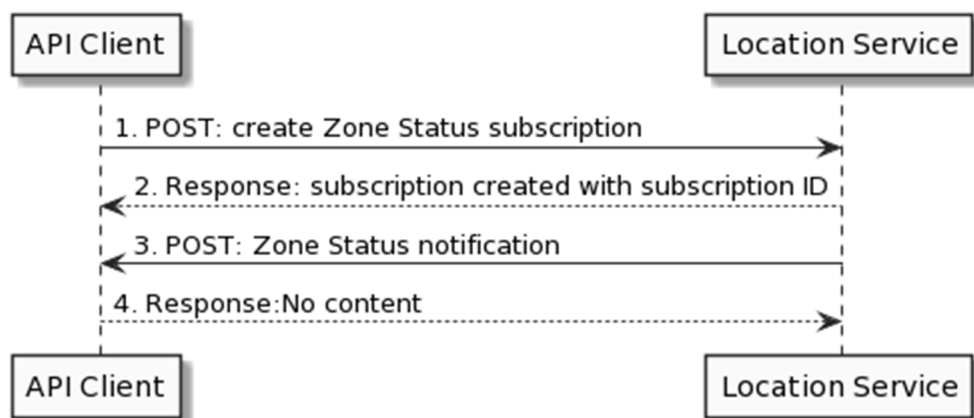 API Client
Location Service
1. POST: create Zone Status subscription
2. Response: subscription created with subscription ID
3. POST: Zone Status notification
4. Response:No content
API Client
Location Service